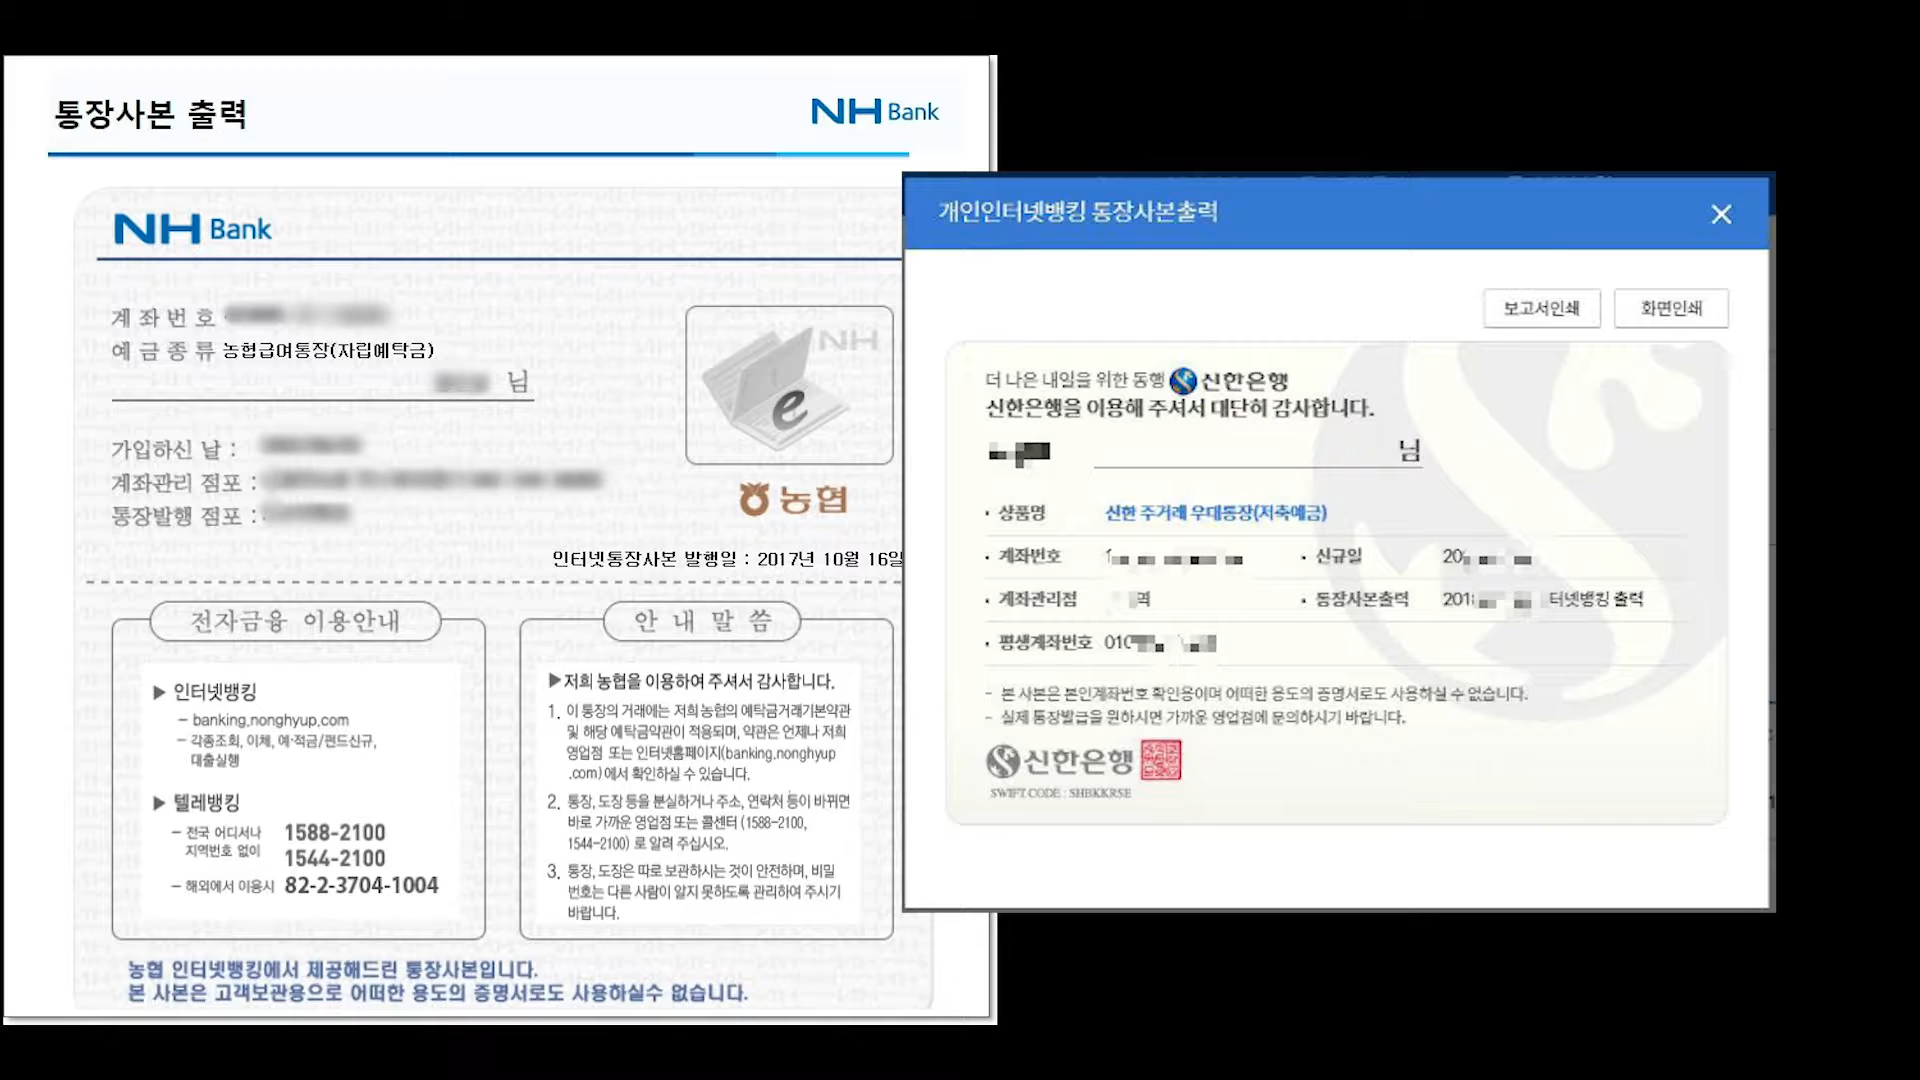 통장사본 출력
NH Bank
NH Bank
계 좌 번 호
예 금 종 류 농협급여통장(자립예탁금)
님
NH
e
가입하신 날 :
계좌관리 점포 :
통장발행 점포 :
농협
인터넷통장사본 발행일 : 2017년 10월 16일
전자금융 이용안내
▶ 인터넷뱅킹
- banking.nonghyup.com
- 각종조회, 이체, 예·적금/펀드신규,
대출실행
▶ 텔레뱅킹
- 전국 어디서나 1588-2100
지역번호 없이 1544-2100
- 해외에서 이용시 82-2-3704-1004
안 내 말 씀
▶저희 농협을 이용하여 주셔서 감사합니다.
1. 이 통장의 거래에는 저희 농협의 예탁금거래기본약관
및 해당 예탁금약관이 적용되며, 약관은 언제나 저희
영업점 또는 인터넷홈페이지(banking.nonghyup
.com)에서 확인하실 수 있습니다.
2. 통장, 도장 등을 분실하거나 주소, 연락처 등이 바뀌면
바로 가까운 영업점 또는 콜센터 (1588-2100,
1544-2100) 로 알려 주십시오.
3. 통장, 도장은 따로 보관하시는 것이 안전하며, 비밀
번호는 다른 사람이 알지 못하도록 관리하여 주시기
바랍니다.
농협 인터넷뱅킹에서 제공해드린 통장사본입니다.
본 사본은 고객보관용으로 어떠한 용도의 증명서로도 사용하실수 없습니다.
개인인터넷뱅킹 통장사본출력
보고서인쇄 화면인쇄
더 나은 내일을 위한 동행 신한은행
신한은행을 이용해 주셔서 대단히 감사합니다.
님
· 상품명 신한 주거래 우대통장(저축예금)
· 계좌번호 · 신규일
· 계좌관리점 · 통장사본출력 터넷뱅킹 출력
· 평생계좌번호
- 본 사본은 본인계좌번호 확인용이며 어떠한 용도의 증명서로도 사용하실 수 없습니다.
- 실제 통장발급을 원하시면 가까운 영업점에 문의하시기 바랍니다.
신한은행
SWIFT CODE : SHBKKRSE